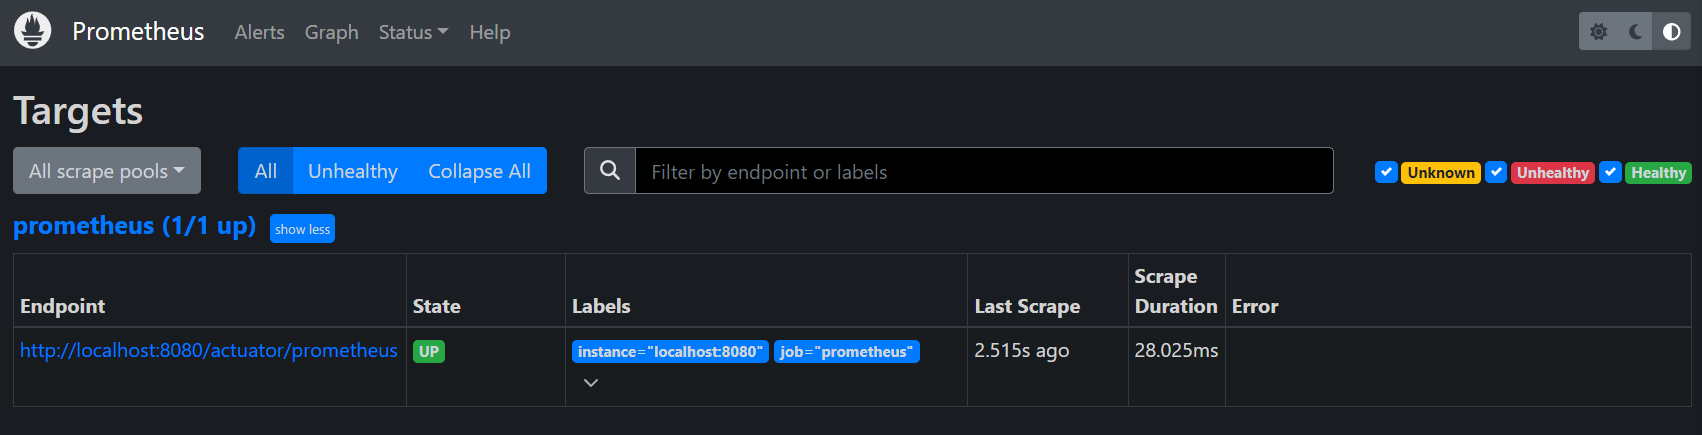 Prometheus Alerts Graph Status Help
Targets
All scrape pools All Unhealthy Collapse All Filter by endpoint or labels Unknown Unhealthy Healthy
prometheus (1/1 up) show less
Endpoint State Labels Last Scrape Scrape Duration Error
http://localhost:8080/actuator/prometheus UP instance="localhost:8080" job="prometheus" 2.515s ago 28.025ms